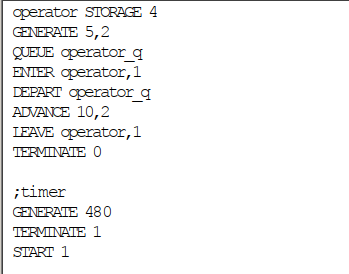 operator STORAGE 4
GENERATE 5,2
QUEUE operator_q
ENTER operator,1
DEPART operator_q
ADVANCE 10,2
LEAVE operator,1
TERMINATE 0

;timer
GENERATE 480
TERMINATE 1
START 1